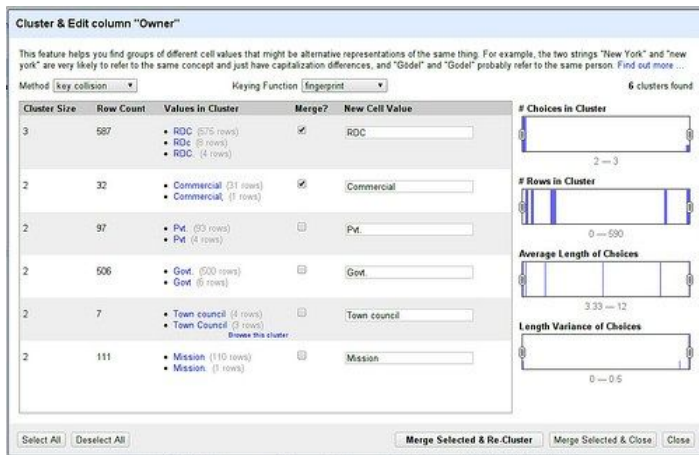 Cluster & Edit column "Owner"
This feature helps you find groups of different cell values that might be alternative representations of the same thing. For example, the two strings "New York" and "new
york" are very likely to refer to the same concept and just have capitalization differences, and "Gödel" and "Godel" probably refer to the same person. Find out more ...
Method key collision Keying Function fingerprint 6 clusters found
Cluster Size Row Count Values in Cluster Merge? New Cell Value
3 587 • RDC (575 rows) RDC
• RDc (8 rows)
• RDC. (4 rows)
2 32 • Commercial (31 rows) Commercial
• Commercial, (1 rows)
2 97 • Pvt. (93 rows) Pvt.
• Pvt (4 rows)
2 506 • Govt. (500 rows) Govt.
• Govt (6 rows)
2 7 • Town council (4 rows) Town council
• Town Council (3 rows)
Browse this cluster
2 111 • Mission (110 rows) Mission
• Mission. (1 rows)
# Choices in Cluster
2 — 3
# Rows in Cluster
0 — 590
Average Length of Choices
3.33 — 12
Length Variance of Choices
0 — 0.5
Select All Deselect All Merge Selected & Re-Cluster Merge Selected & Close Close